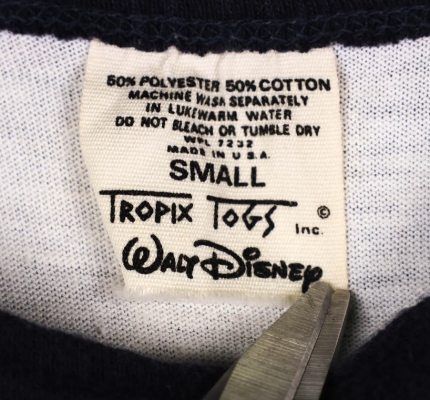 50% POLYESTER 50% COTTON
MACHINE WASH SEPARATELY
IN LUKEWARM WATER
DO NOT BLEACH OR TUMBLE DRY
WPL 7232
MADE IN U.S.A.
SMALL
TROPIX TOGS ©
Inc.
WALT DISNEY